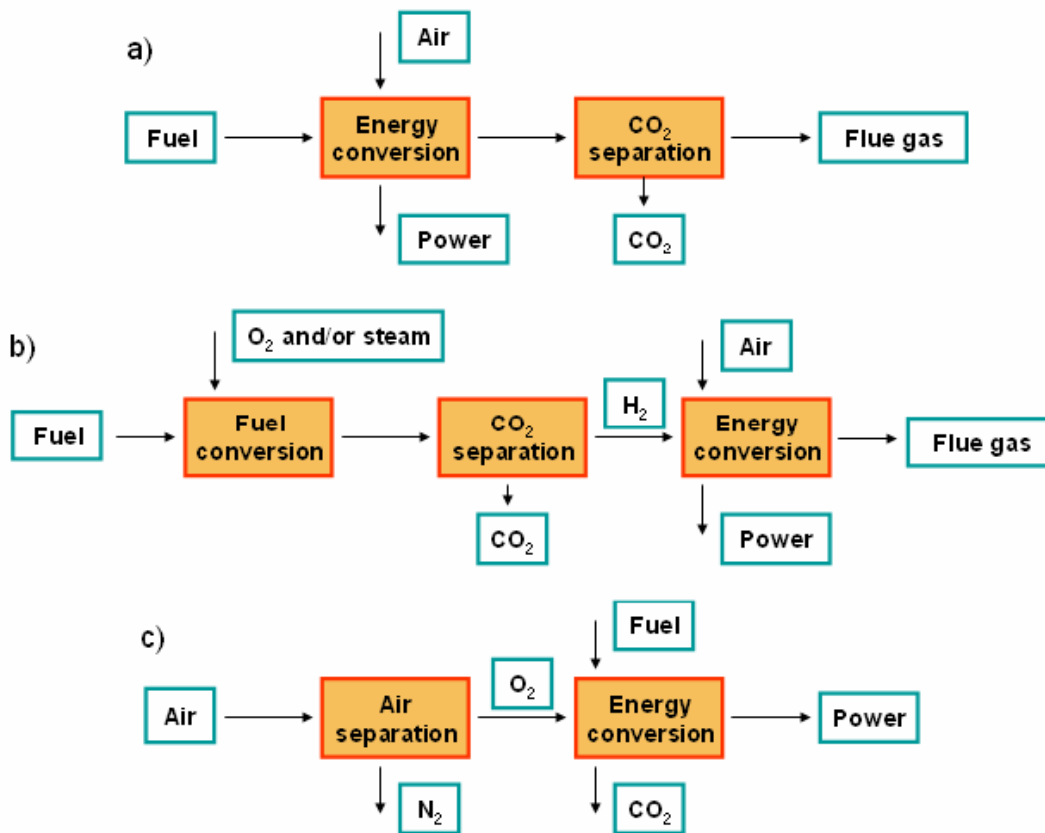 a)
Air
Fuel
Energy
conversion
CO₂
separation
Flue gas
Power
CO₂
b)
O₂ and/or steam
Air
Fuel
Fuel
conversion
CO₂
separation
H₂
Energy
conversion
Flue gas
CO₂
Power
c)
Fuel
Air
Air
separation
O₂
Energy
conversion
Power
N₂
CO₂